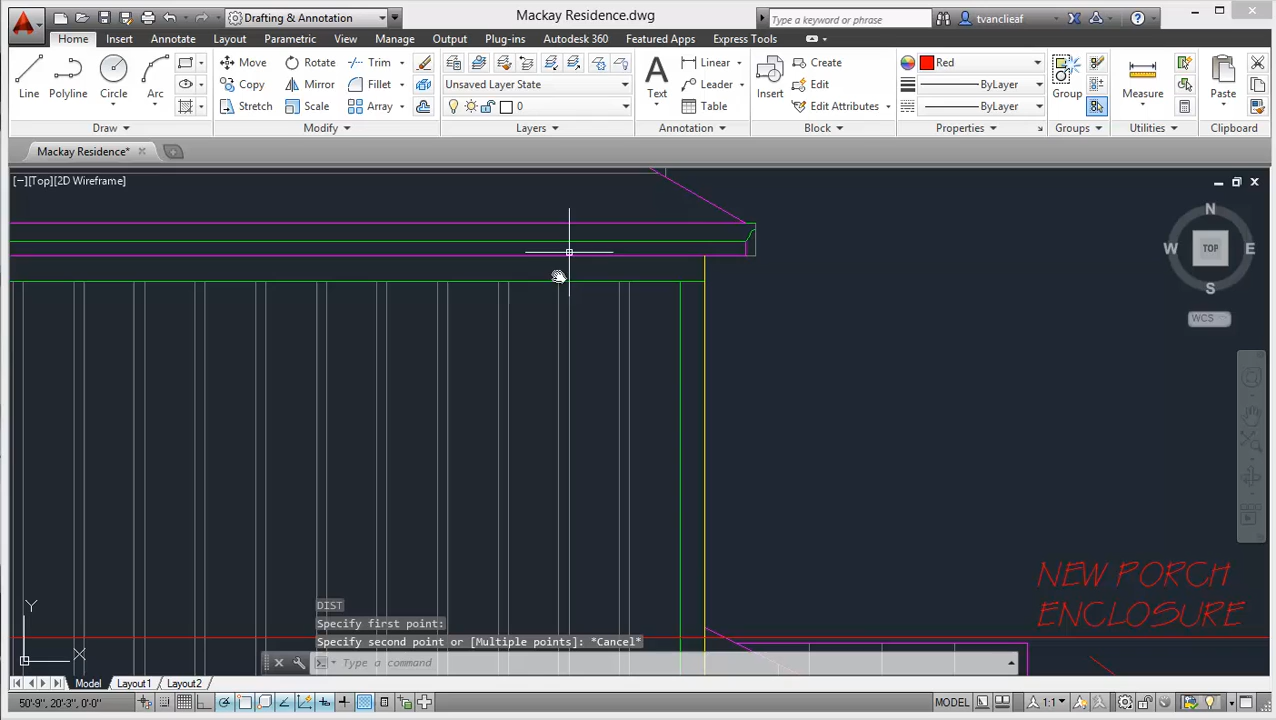 Drafting & Annotation
Mackay Residence.dwg
Type a keyword or phrase
tvanclieaf
Home Insert Annotate Layout Parametric View Manage Output Plug-ins Autodesk 360 Featured Apps Express Tools
Line
Polyline
Circle
Arc
Move
Rotate
Trim
Copy
Mirror
Fillet
Stretch
Scale
Array
Unsaved Layer State
0
Text
Linear
Leader
Table
Insert
Create
Edit
Edit Attributes
Red
ByLayer
ByLayer
Group
Measure
Paste
Draw
Modify
Layers
Annotation
Block
Properties
Groups
Utilities
Clipboard
Mackay Residence*
[−][Top][2D Wireframe]
N
W
TOP
E
S
WCS
NEW PORCH
ENCLOSURE
Y
X
DIST
Specify first point:
Specify second point or [Multiple points]: *Cancel*
Type a command
Model Layout1 Layout2
50'-9", 20'-3", 0'-0"
MODEL
1:1